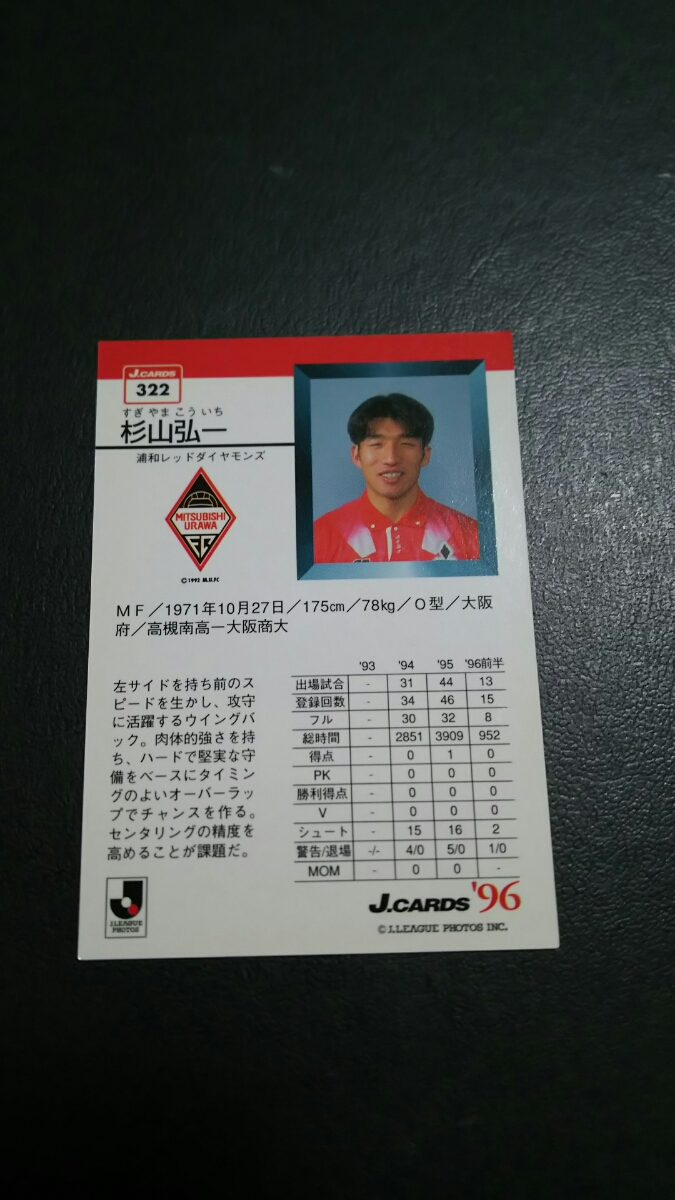 J.CARDS
322
すぎ やま こう いち
杉山弘一
浦和レッドダイヤモンズ
MITSUBISHI
URAWA
FC
©1992 M.U.FC
MF/1971年10月27日/175cm/78kg/O型/大阪
府/高槻南高ー大阪商大
左サイドを持ち前のス
ピードを生かし、攻守
に活躍するウイングバ
ック。肉体的強さを持
ち、ハードで堅実な守
備をベースにタイミン
グのよいオーバーラッ
プでチャンスを作る。
センタリングの精度を
高めることが課題だ。
'93 '94 '95 '96前半
出場試合 - 31 44 13
登録回数 - 34 46 15
フル - 30 32 8
総時間 - 2851 3909 952
得点 - 0 1 0
PK - 0 0 0
勝利得点 - 0 0 0
V - 0 0 0
シュート - 15 16 2
警告/退場 -/- 4/0 5/0 1/0
MOM - 0 0 -
J.LEAGUE
PHOTOS
J.CARDS '96
©J.LEAGUE PHOTOS INC.